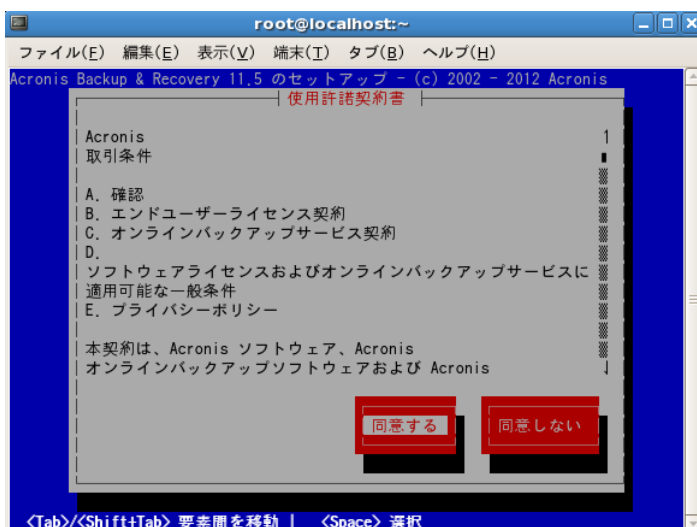 root@localhost:~
ファイル(F) 編集(E) 表示(V) 端末(T) タブ(B) ヘルプ(H)
Acronis Backup & Recovery 11.5 のセットアップ - (c) 2002 - 2012 Acronis
使用許諾契約書
Acronis
取引条件
A. 確認
B. エンドユーザーライセンス契約
C. オンラインバックアップサービス契約
D.
ソフトウェアライセンスおよびオンラインバックアップサービスに
適用可能な一般条件
E. プライバシーポリシー
本契約は、Acronis ソフトウェア、Acronis
オンラインバックアップソフトウェアおよび Acronis
同意する 同意しない
<Tab>/<Shift+Tab> 要素間を移動 | <Space> 選択